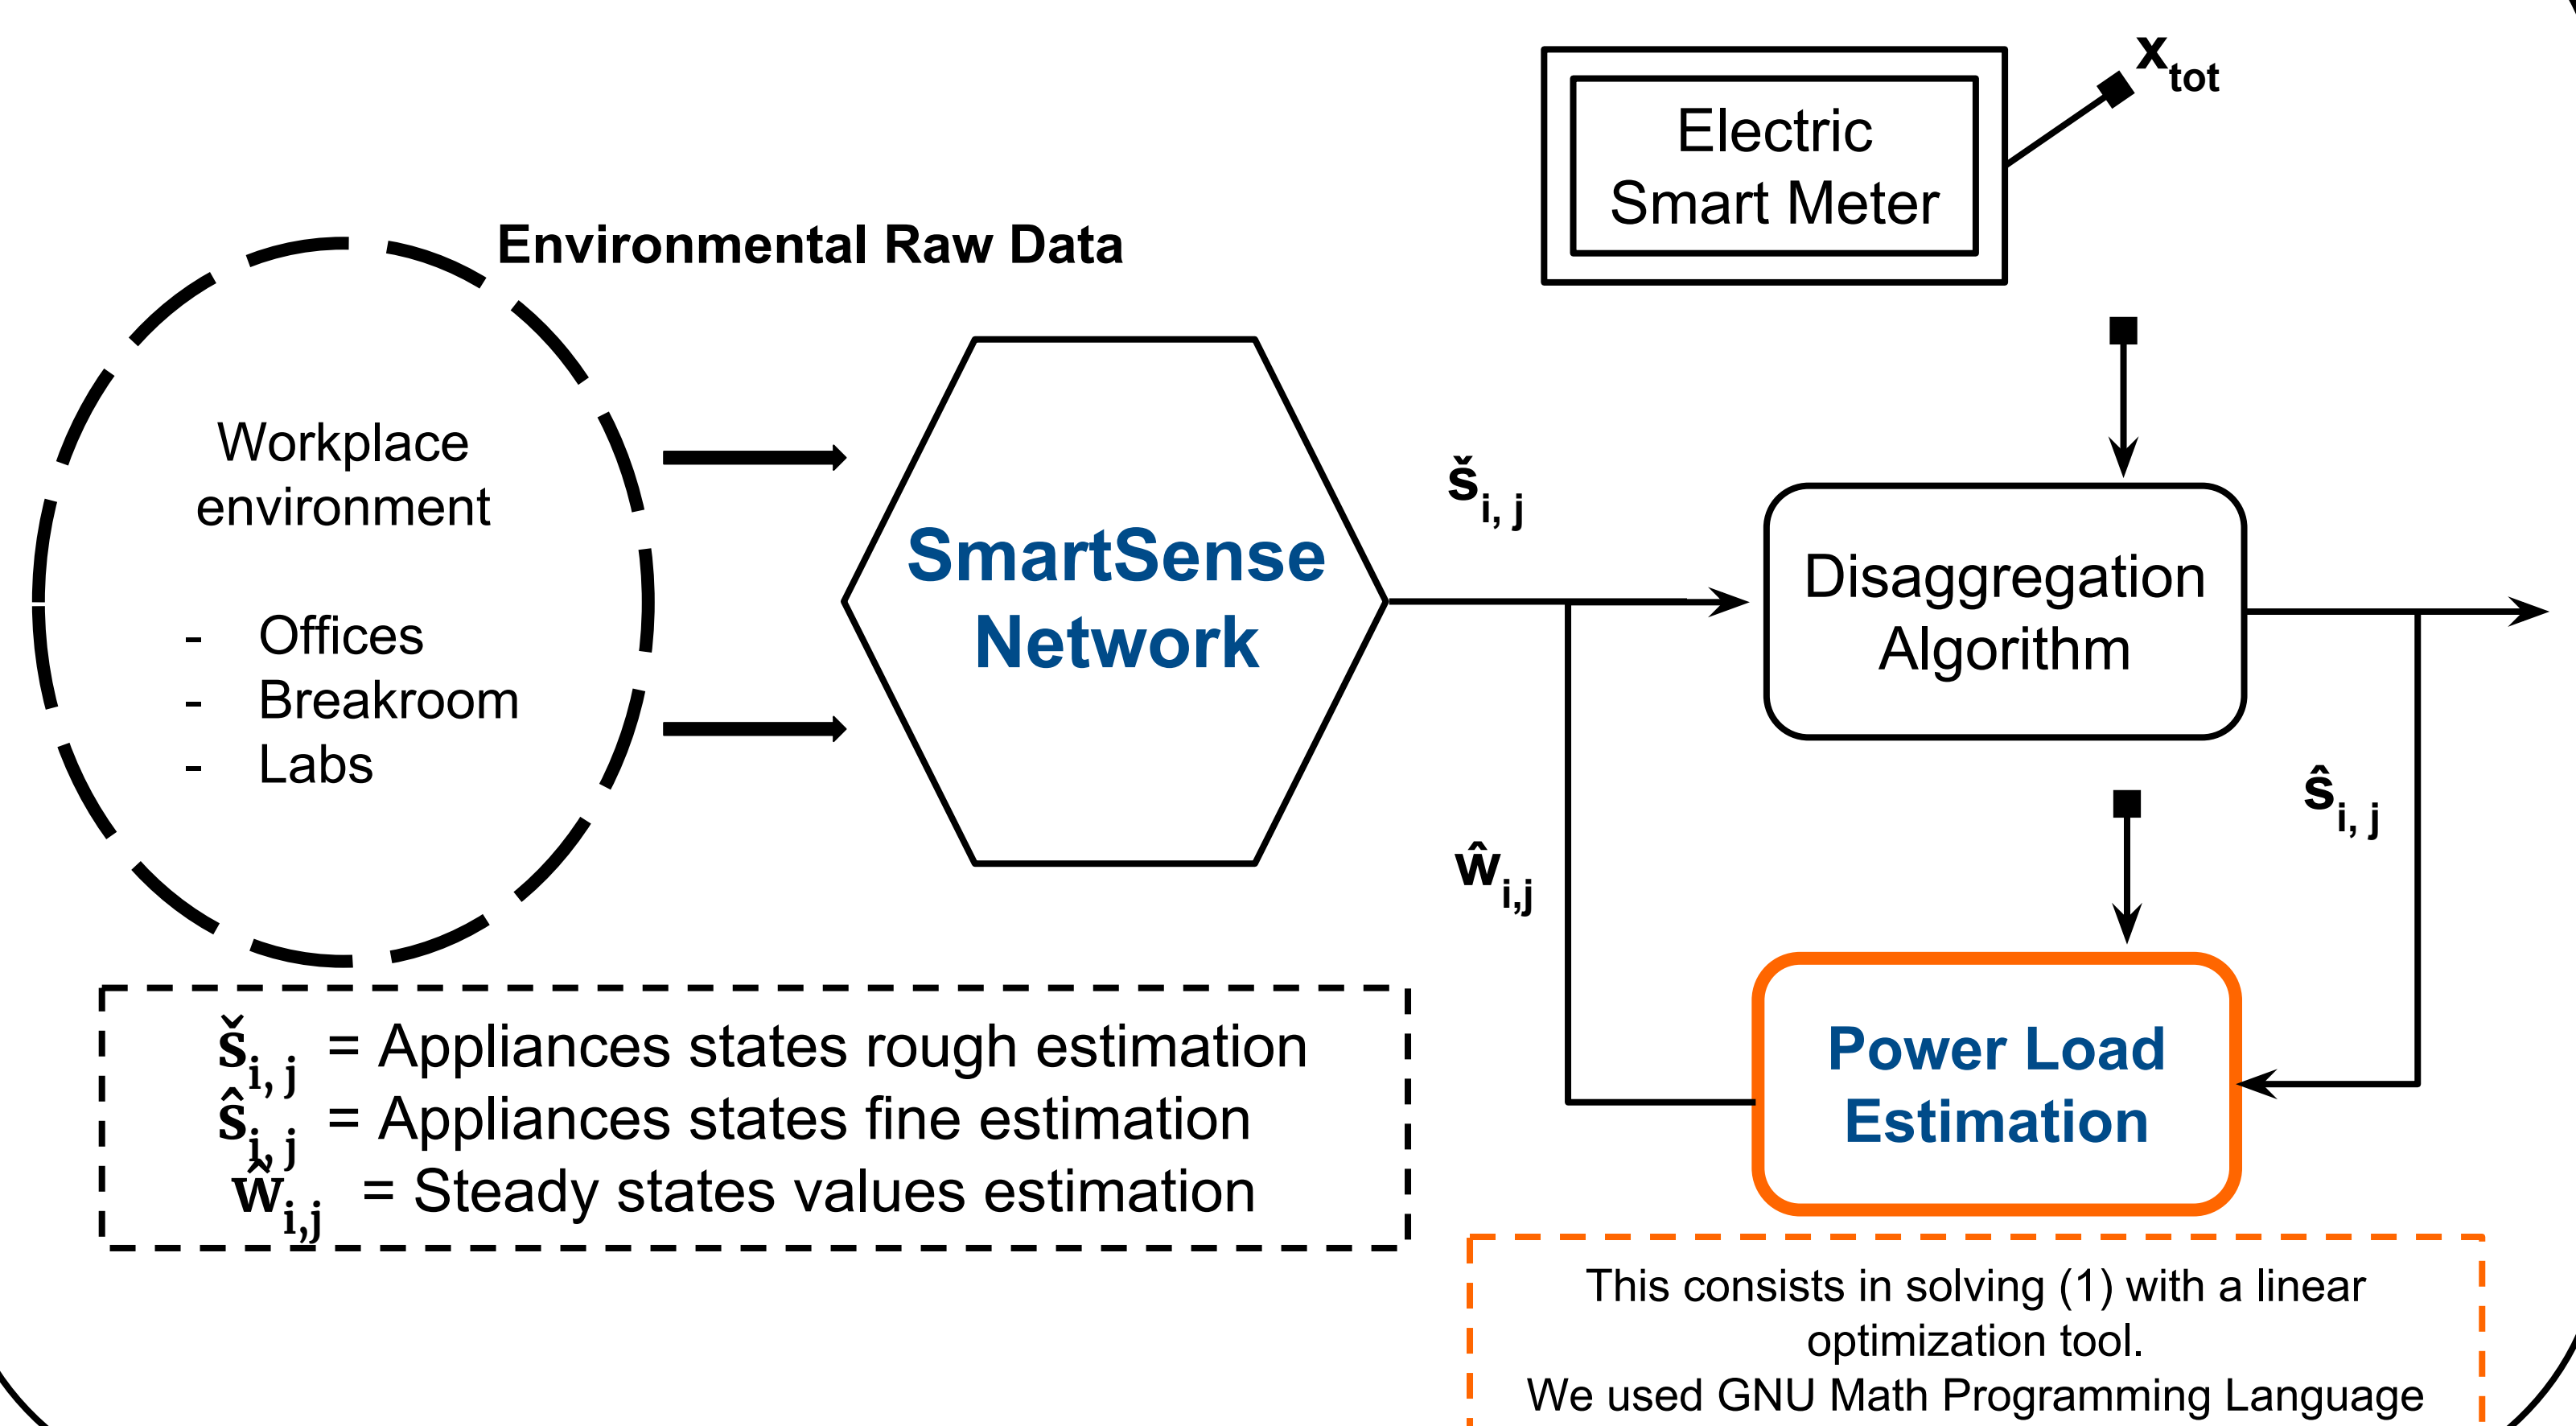 x_tot
Electric
Smart Meter
Environmental Raw Data
Workplace
environment
- Offices
- Breakroom
- Labs
SmartSense
Network
š_i, j
Disaggregation
Algorithm
ŝ_i, j
ŵ_i,j
Power Load
Estimation
š_i, j = Appliances states rough estimation
ŝ_i, j = Appliances states fine estimation
ŵ_i,j = Steady states values estimation
This consists in solving (1) with a linear
optimization tool.
We used GNU Math Programming Language